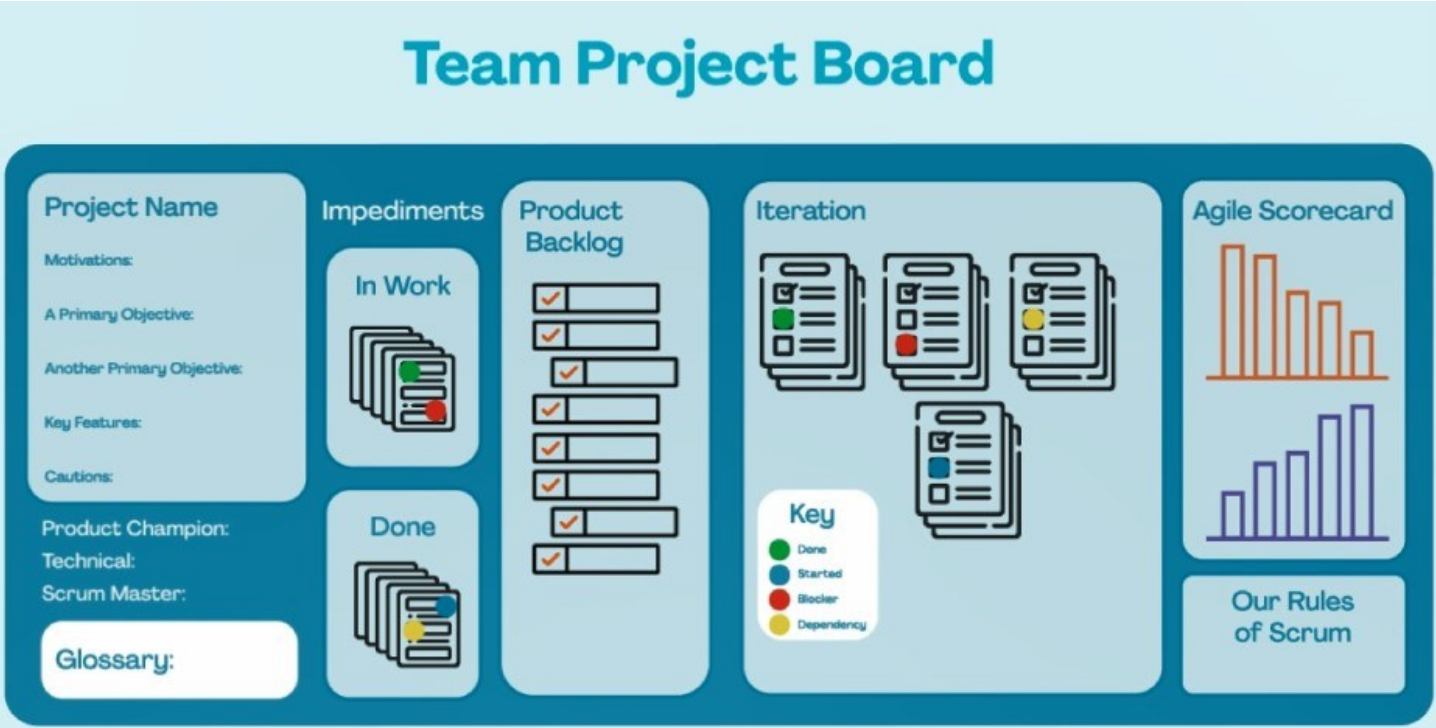 Team Project Board
Project Name
Motivations:
A Primary Objective:
Another Primary Objective:
Key Features:
Cautions:
Product Champion:
Technical:
Scrum Master:
Glossary:
Impediments
In Work
Done
Product
Backlog
Iteration
Key
Done
Started
Blocker
Dependency
Agile Scorecard
Our Rules
of Scrum